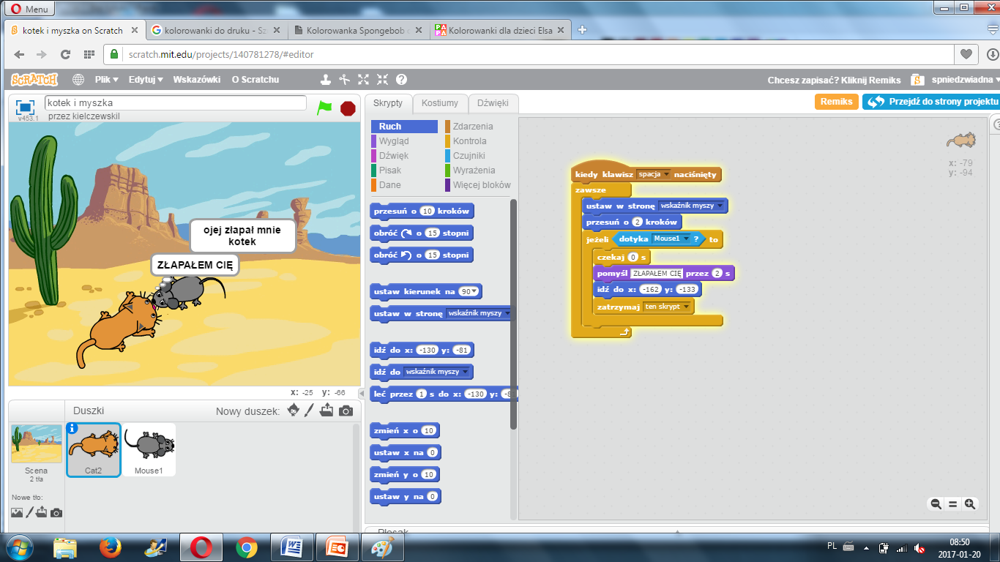 Menu
kotek i myszka on Scratch
kolorowanki do druku - Sz
Kolorowanka Spongebob
Kolorowanki dla dzieci Elsa
scratch.mit.edu/projects/140781278/#editor
SCRATCH
Plik
Edytuj
Wskazówki
O Scratchu
Chcesz zapisać? Kliknij Remiks
spniedzwiadna
kotek i myszka
v453.1
przez kielczewskil
Skrypty
Kostiumy
Dźwięki
Remiks
Przejdź do strony projektu
Ruch
Zdarzenia
Wygląd
Kontrola
Dźwięk
Czujniki
Pisak
Wyrażenia
Dane
Więcej bloków
przesuń o 10 kroków
obróć o 15 stopni
obróć o 15 stopni
ustaw kierunek na 90
ustaw w stronę wskaźnik myszy
idź do x: -130 y: -81
idź do wskaźnik myszy
leć przez 1 s do x: -130 y: -8
zmień x o 10
ustaw x na 0
zmień y o 10
ustaw y na 0
kiedy klawisz spacja naciśnięty
zawsze
ustaw w stronę wskaźnik myszy
przesuń o 2 kroków
jeżeli dotyka Mouse1 ? to
czekaj 0 s
pomyśl ZŁAPAŁEM CIĘ przez 2 s
idź do x: -162 y: -133
zatrzymaj ten skrypt
x: -79
y: -94
ojej złapał mnie
kotek
ZŁAPAŁEM CIĘ
x: -25 y: -66
Duszki
Nowy duszek:
Scena
2 tła
Nowe tło:
Cat2
Mouse1
PL
08:50
2017-01-20